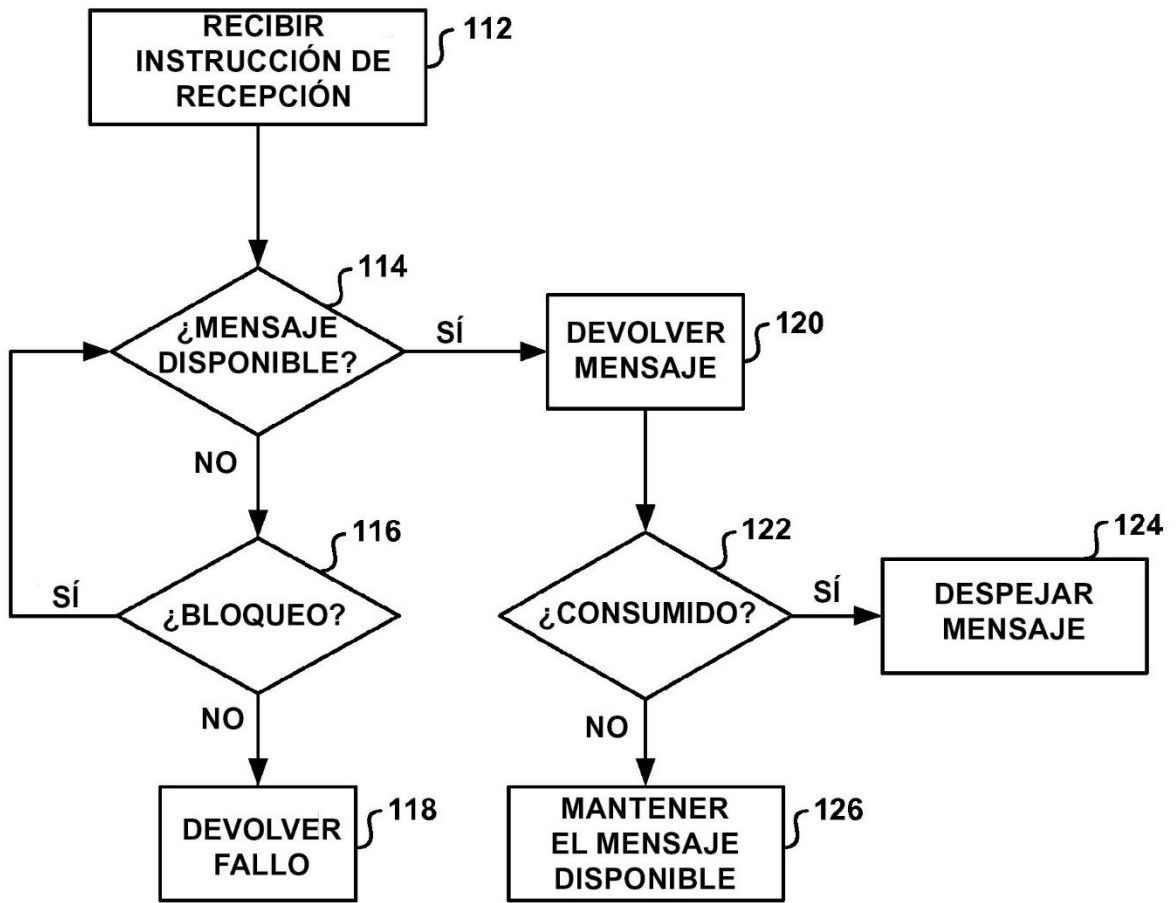 RECIBIR
INSTRUCCIÓN DE
RECEPCIÓN
112
114
¿MENSAJE
DISPONIBLE?
SÍ
DEVOLVER
MENSAJE
120
NO
116
¿BLOQUEO?
SÍ
NO
DEVOLVER
FALLO
118
122
¿CONSUMIDO?
SÍ
124
DESPEJAR
MENSAJE
NO
MANTENER
EL MENSAJE
DISPONIBLE
126